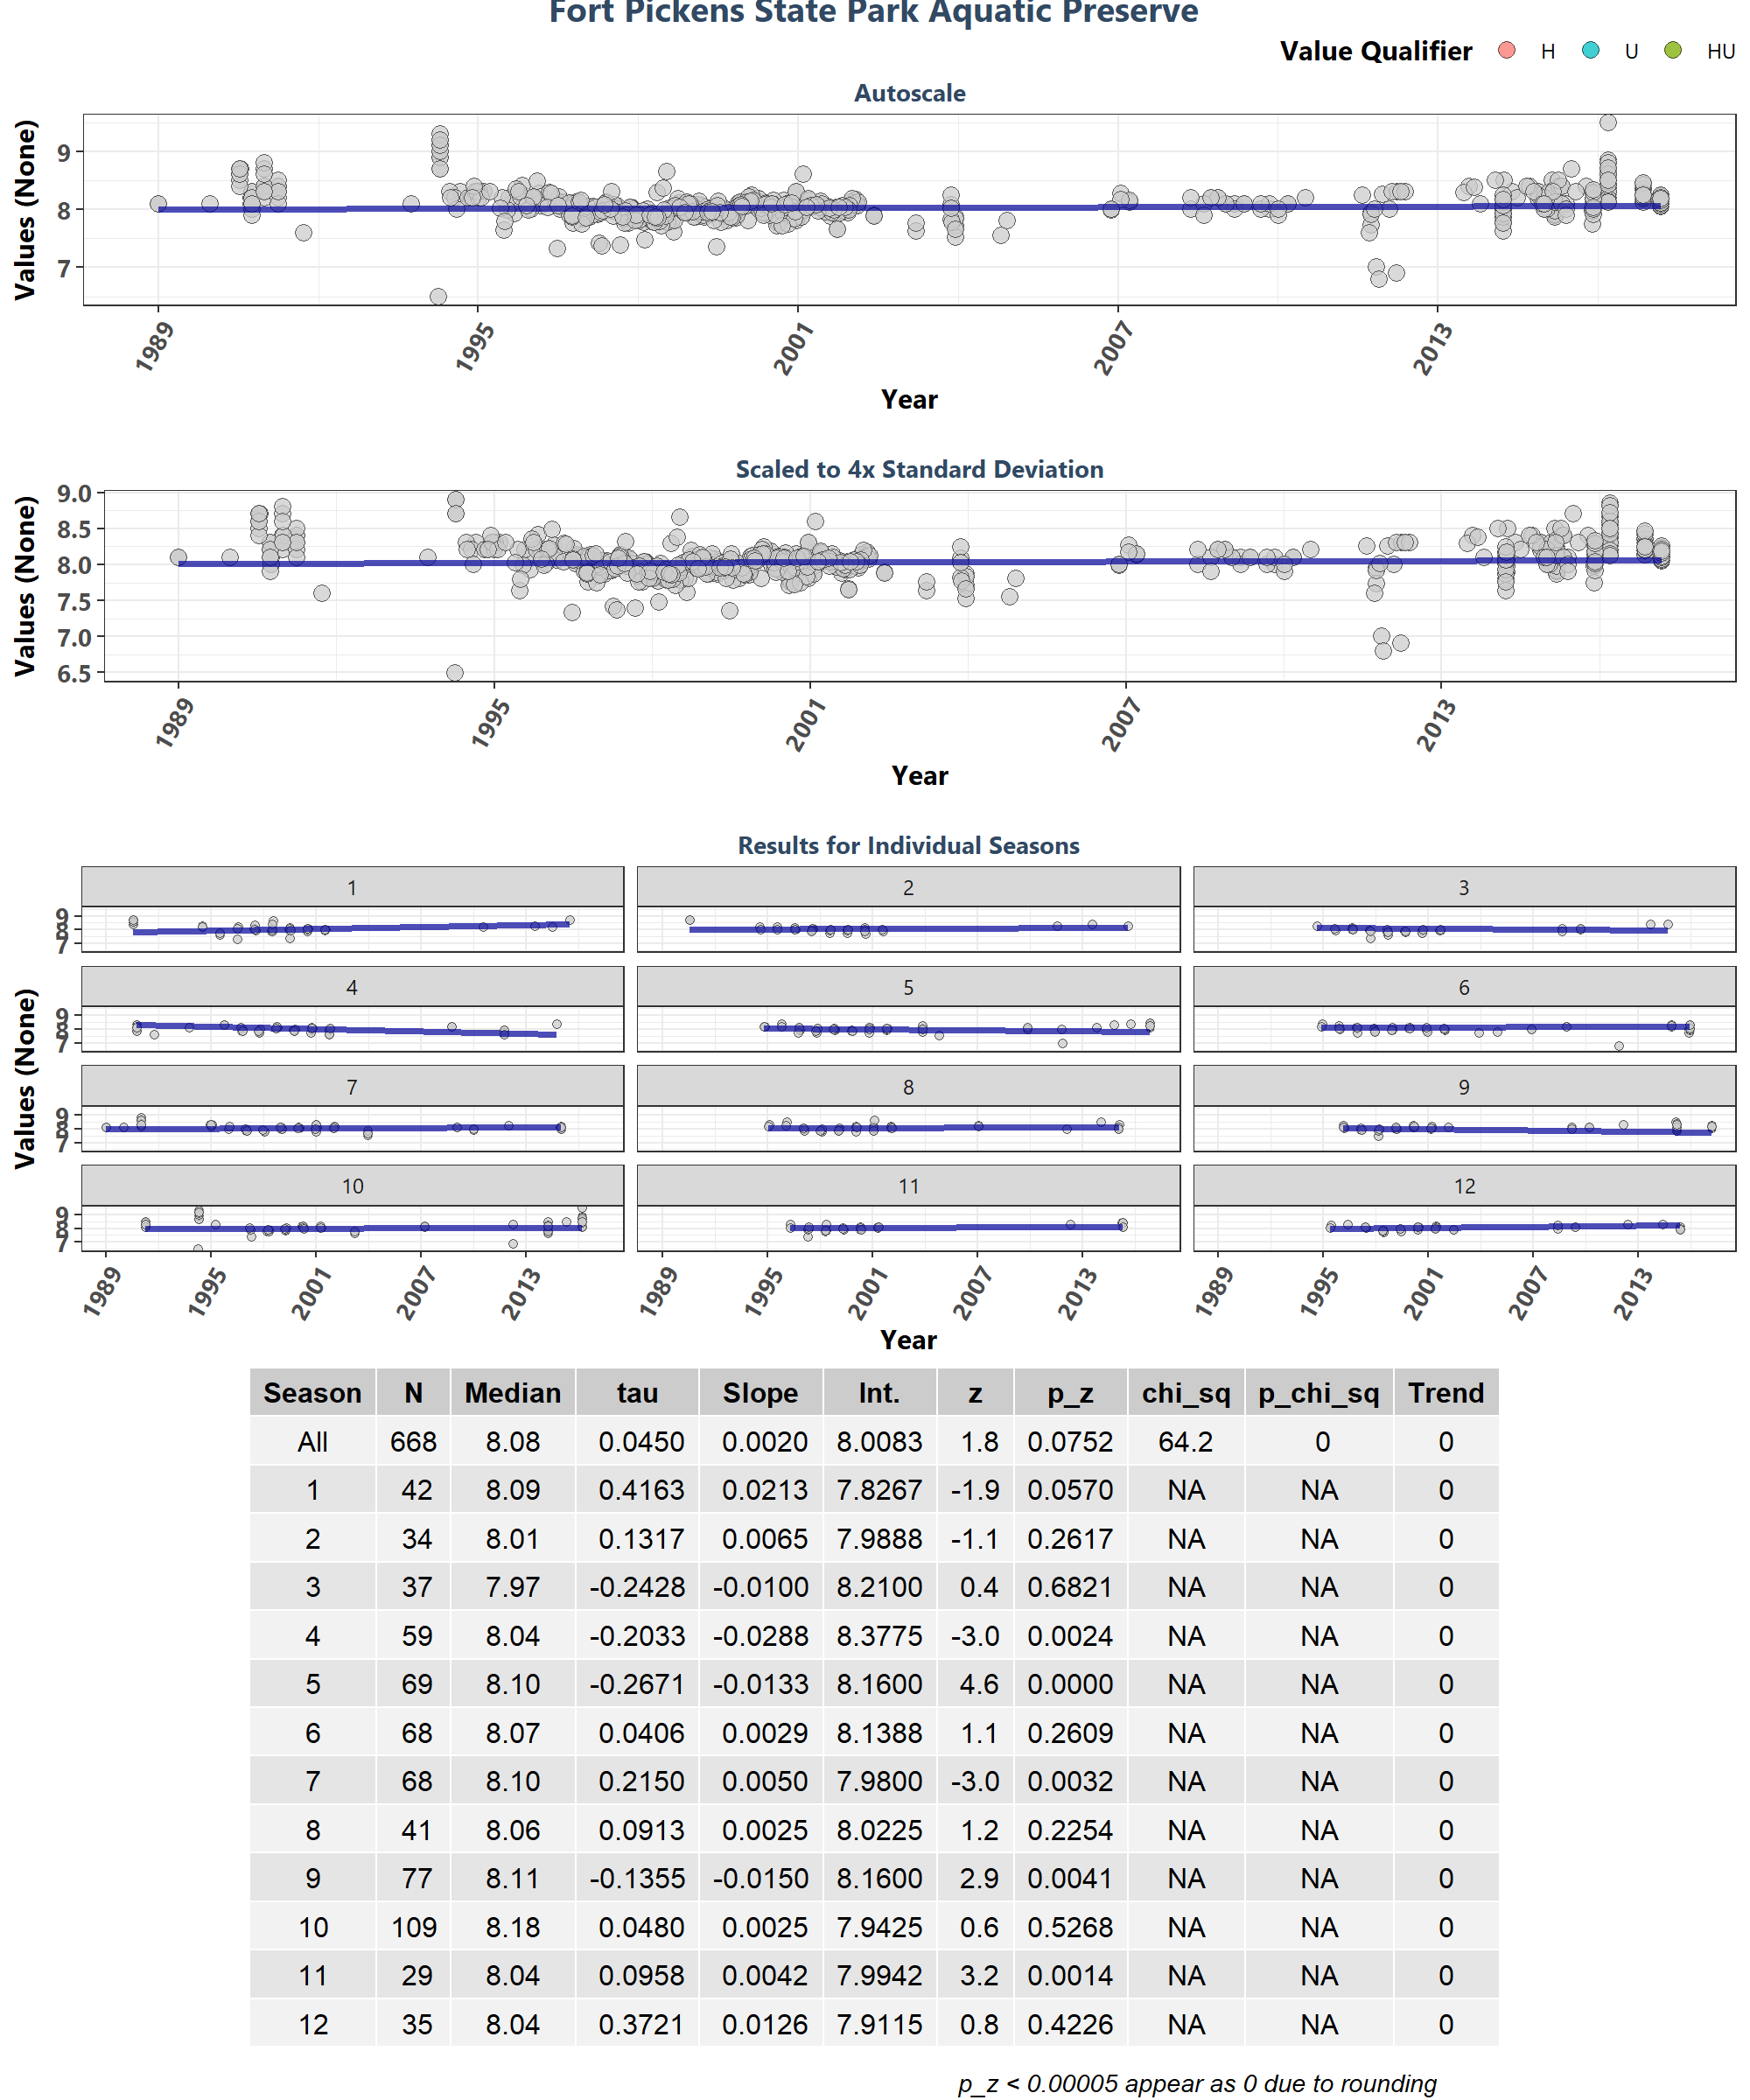 Fort Pickens State Park Aquatic Preserve
Value Qualifier H U HU
Autoscale
Values (None)
9
8
7
1989 1995 2001 2007 2013
Year
Scaled to 4x Standard Deviation
Values (None)
9.0
8.5
8.0
7.5
7.0
6.5
1989 1995 2001 2007 2013
Year
Results for Individual Seasons
Values (None)
1 2 3
9
8
7
4 5 6
9
8
7
7 8 9
9
8
7
10 11 12
9
8
7
1989 1995 2001 2007 2013 1989 1995 2001 2007 2013 1989 1995 2001 2007 2013
Year
Season N Median tau Slope Int. z p_z chi_sq p_chi_sq Trend
All 668 8.08 0.0450 0.0020 8.0083 1.8 0.0752 64.2 0 0
1 42 8.09 0.4163 0.0213 7.8267 -1.9 0.0570 NA NA 0
2 34 8.01 0.1317 0.0065 7.9888 -1.1 0.2617 NA NA 0
3 37 7.97 -0.2428 -0.0100 8.2100 0.4 0.6821 NA NA 0
4 59 8.04 -0.2033 -0.0288 8.3775 -3.0 0.0024 NA NA 0
5 69 8.10 -0.2671 -0.0133 8.1600 4.6 0.0000 NA NA 0
6 68 8.07 0.0406 0.0029 8.1388 1.1 0.2609 NA NA 0
7 68 8.10 0.2150 0.0050 7.9800 -3.0 0.0032 NA NA 0
8 41 8.06 0.0913 0.0025 8.0225 1.2 0.2254 NA NA 0
9 77 8.11 -0.1355 -0.0150 8.1600 2.9 0.0041 NA NA 0
10 109 8.18 0.0480 0.0025 7.9425 0.6 0.5268 NA NA 0
11 29 8.04 0.0958 0.0042 7.9942 3.2 0.0014 NA NA 0
12 35 8.04 0.3721 0.0126 7.9115 0.8 0.4226 NA NA 0
p_z < 0.00005 appear as 0 due to rounding